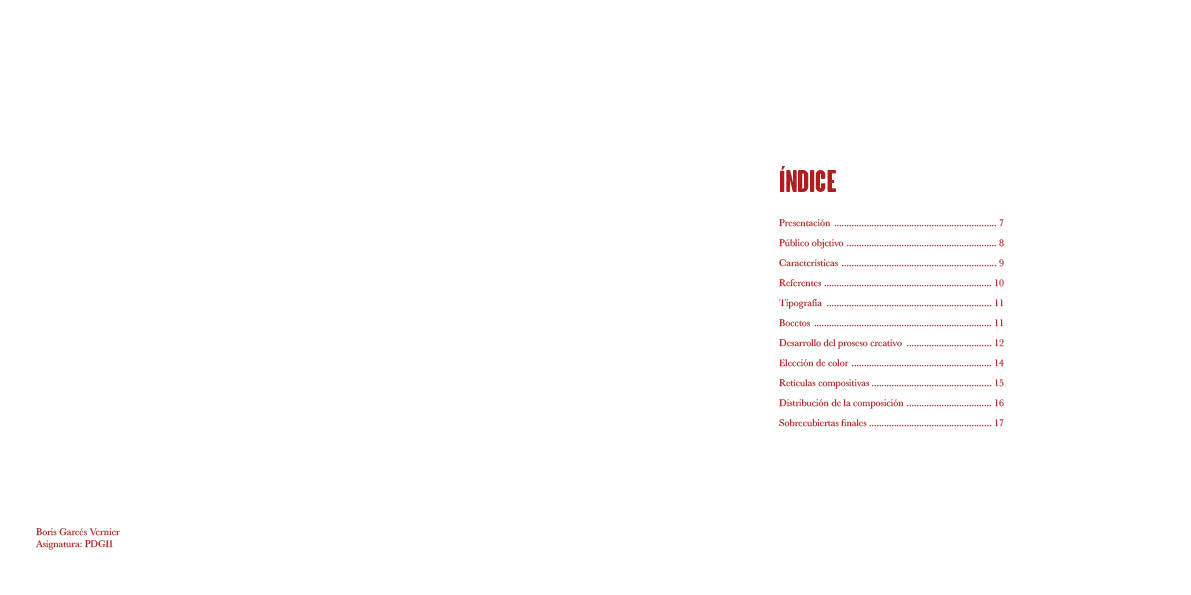 ÍNDICE
Presentación ................................................................. 7
Público objetivo ............................................................ 8
Características .............................................................. 9
Referentes ................................................................... 10
Tipografía .................................................................. 11
Bocetos ....................................................................... 11
Desarrollo del proseso creativo .................................. 12
Elección de color ........................................................ 14
Retículas compositivas ................................................ 15
Distribución de la composición .................................. 16
Sobrecubiertas finales ................................................. 17
Boris Garcés Vernier
Asignatura: PDGII